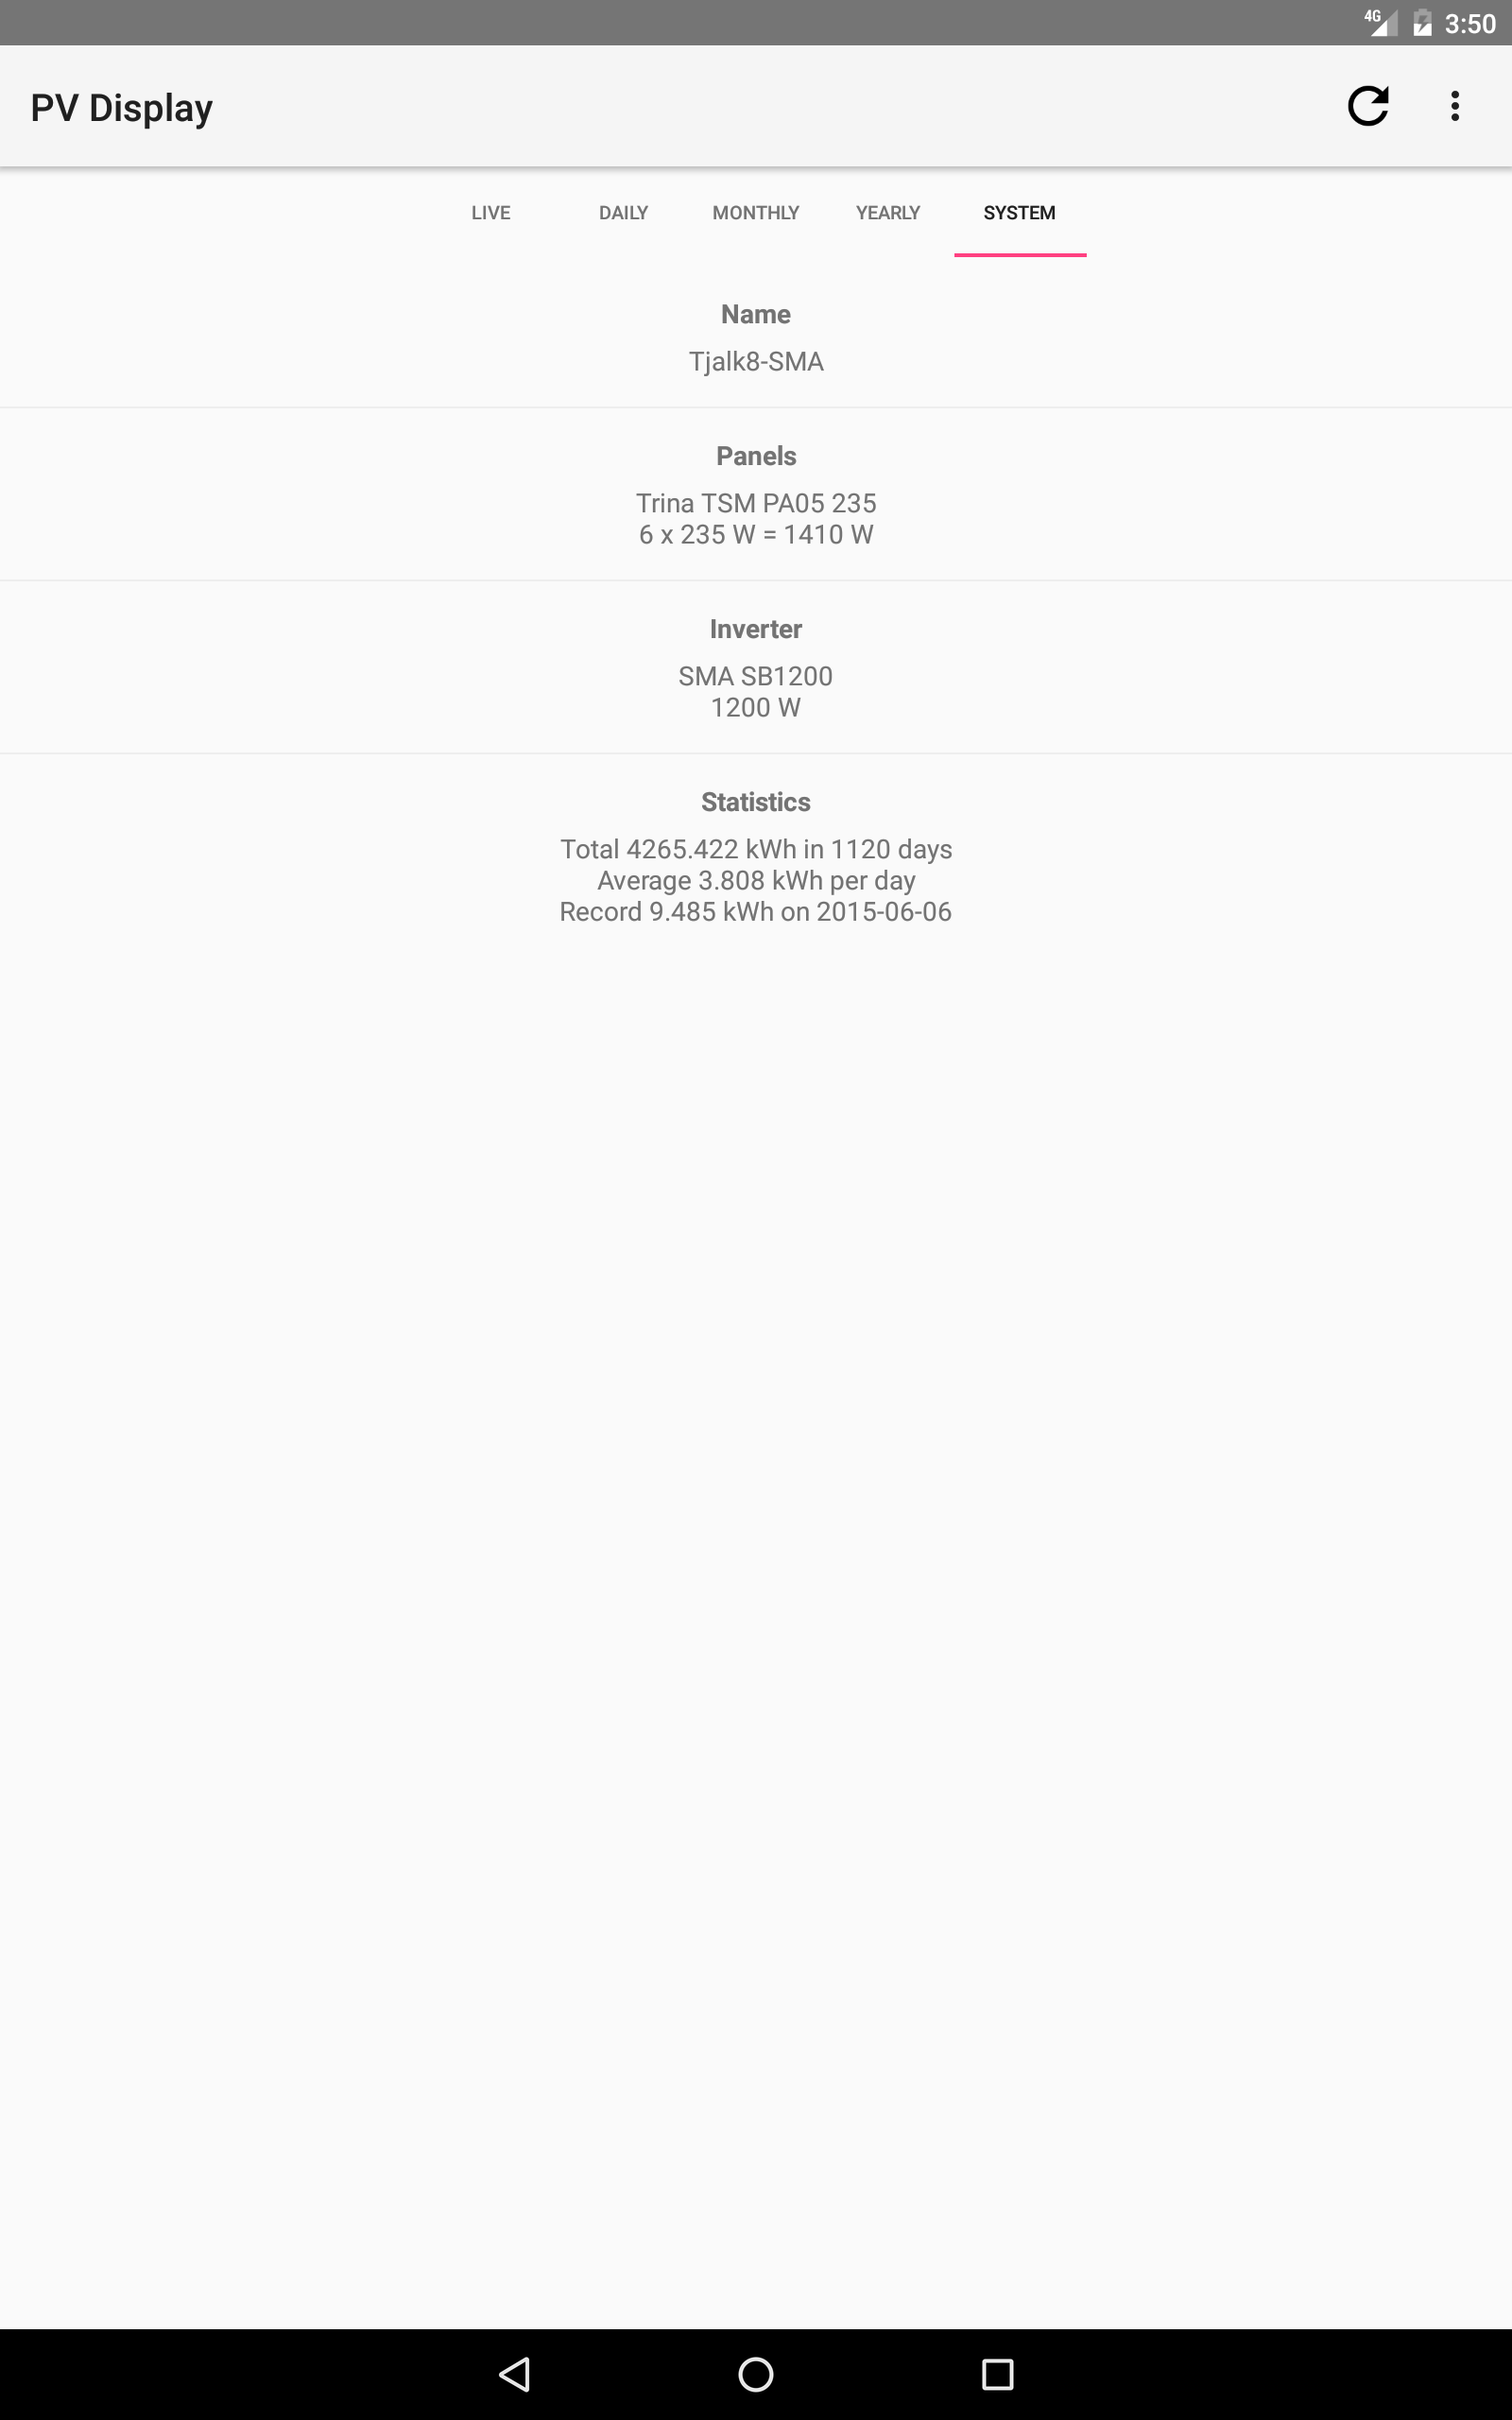 4G 3:50
PV Display
LIVE DAILY MONTHLY YEARLY SYSTEM
Name
Tjalk8-SMA
Panels
Trina TSM PA05 235
6 x 235 W = 1410 W
Inverter
SMA SB1200
1200 W
Statistics
Total 4265.422 kWh in 1120 days
Average 3.808 kWh per day
Record 9.485 kWh on 2015-06-06